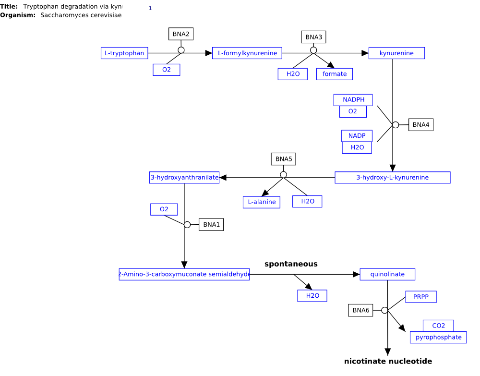 Title: Tryptophan degradation via kyn
1
Organism: Saccharomyces cerevisiae
BNA2
BNA3
L-tryptophan
L-formylkynurenine
kynurenine
O2
H2O
formate
NADPH
O2
BNA4
NADP
H2O
BNA5
3-hydroxyanthranilate
3-hydroxy-L-kynurenine
L-alanine
H2O
O2
BNA1
spontaneous
2-Amino-3-carboxymuconate semialdehyde
quinolinate
H2O
PRPP
BNA6
CO2
pyrophosphate
nicotinate nucleotide